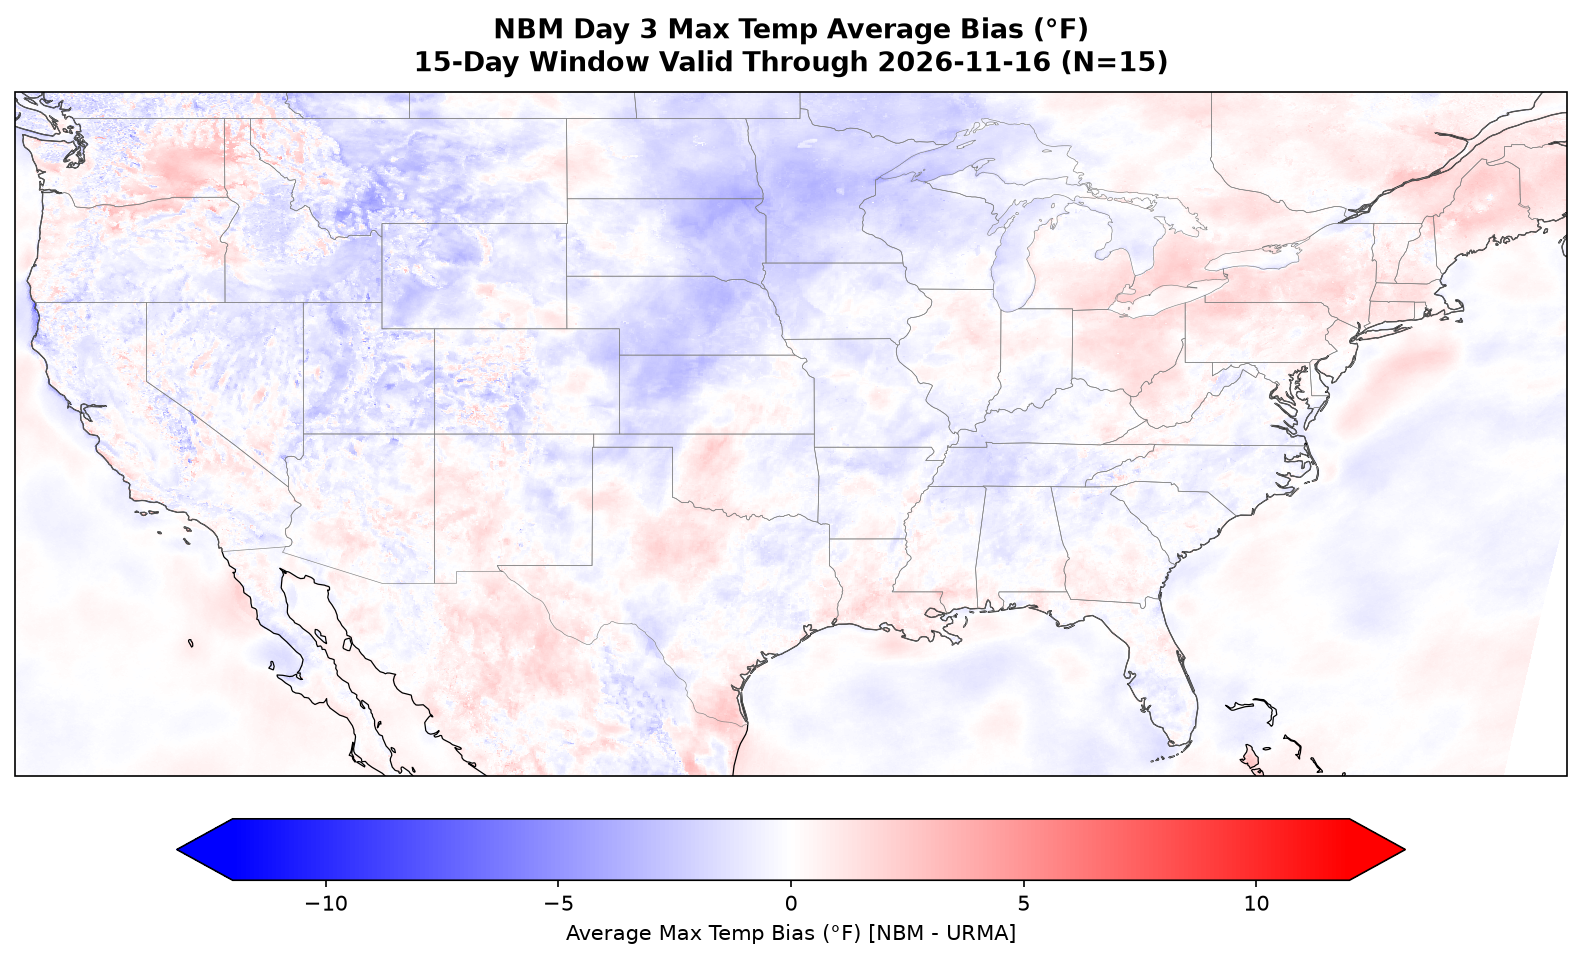 NBM Day 3 Max Temp Average Bias (°F)
15-Day Window Valid Through 2026-11-16 (N=15)
−10 −5 0 5 10
Average Max Temp Bias (°F) [NBM - URMA]